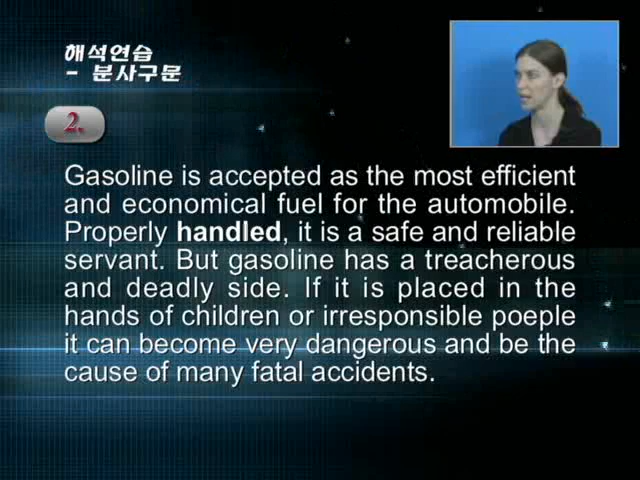 해석연습
- 분사구문
2.
Gasoline is accepted as the most efficient
and economical fuel for the automobile.
Properly handled, it is a safe and reliable
servant. But gasoline has a treacherous
and deadly side. If it is placed in the
hands of children or irresponsible poeple
it can become very dangerous and be the
cause of many fatal accidents.